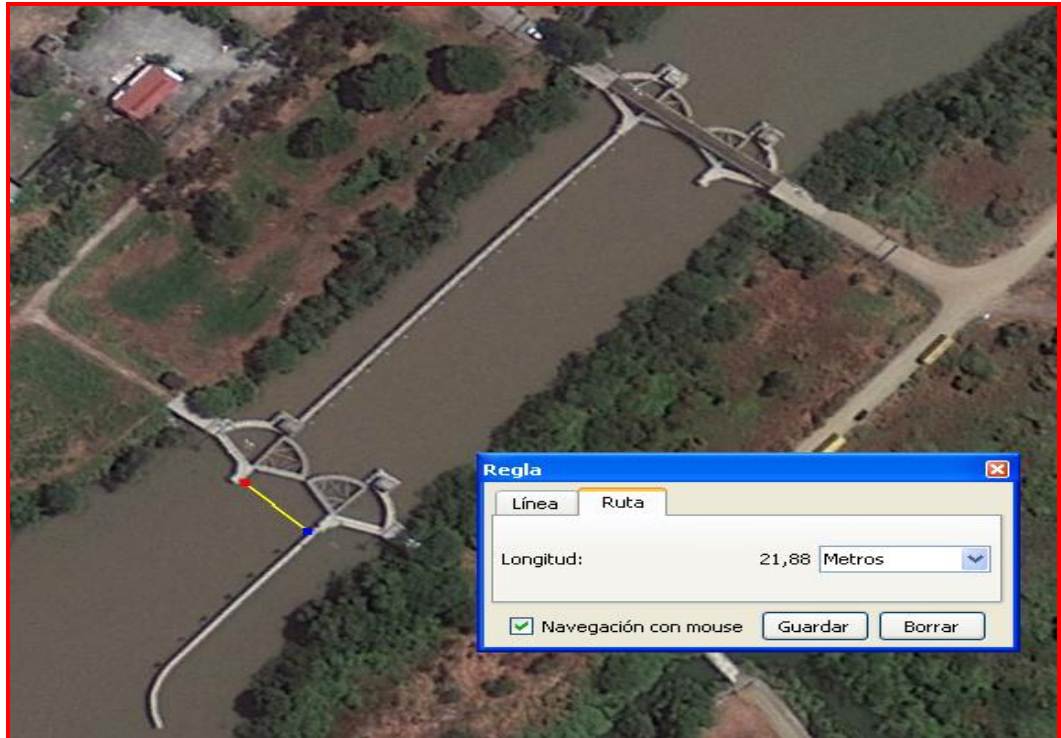 Regla
Línea Ruta
Longitud: 21,88 Metros
Navegación con mouse Guardar Borrar